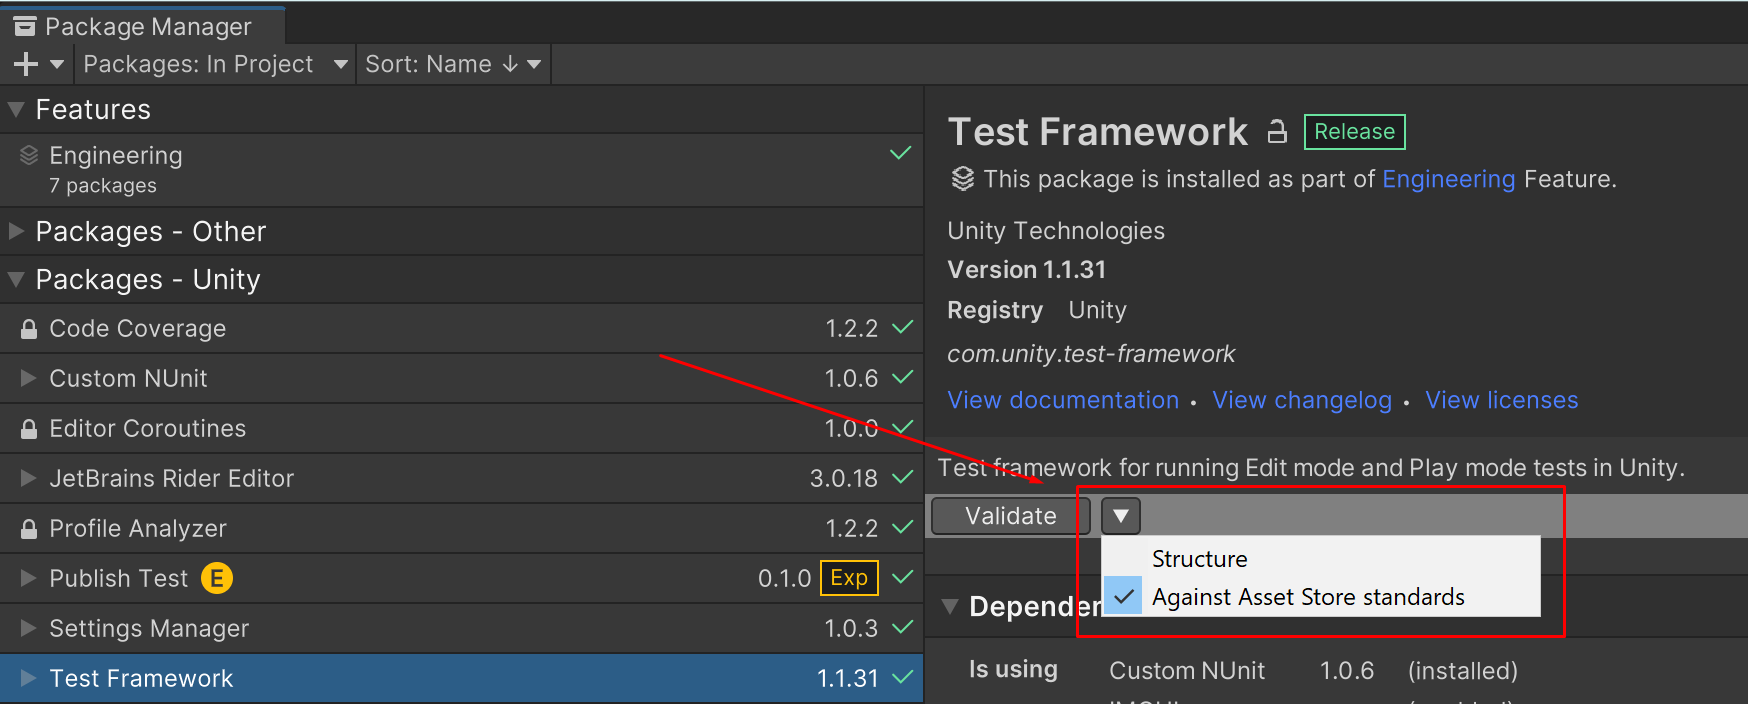 Package Manager
Packages: In Project Sort: Name ↓
Features
Engineering
7 packages
Packages - Other
Packages - Unity
Code Coverage 1.2.2
Custom NUnit 1.0.6
Editor Coroutines 1.0.0
JetBrains Rider Editor 3.0.18
Profile Analyzer 1.2.2
Publish Test E 0.1.0 Exp
Settings Manager 1.0.3
Test Framework 1.1.31
Test Framework Release
This package is installed as part of Engineering Feature.
Unity Technologies
Version 1.1.31
Registry Unity
com.unity.test-framework
View documentation • View changelog • View licenses
Test framework for running Edit mode and Play mode tests in Unity.
Validate
Structure
Against Asset Store standards
Depender
Is using Custom NUnit 1.0.6 (installed)